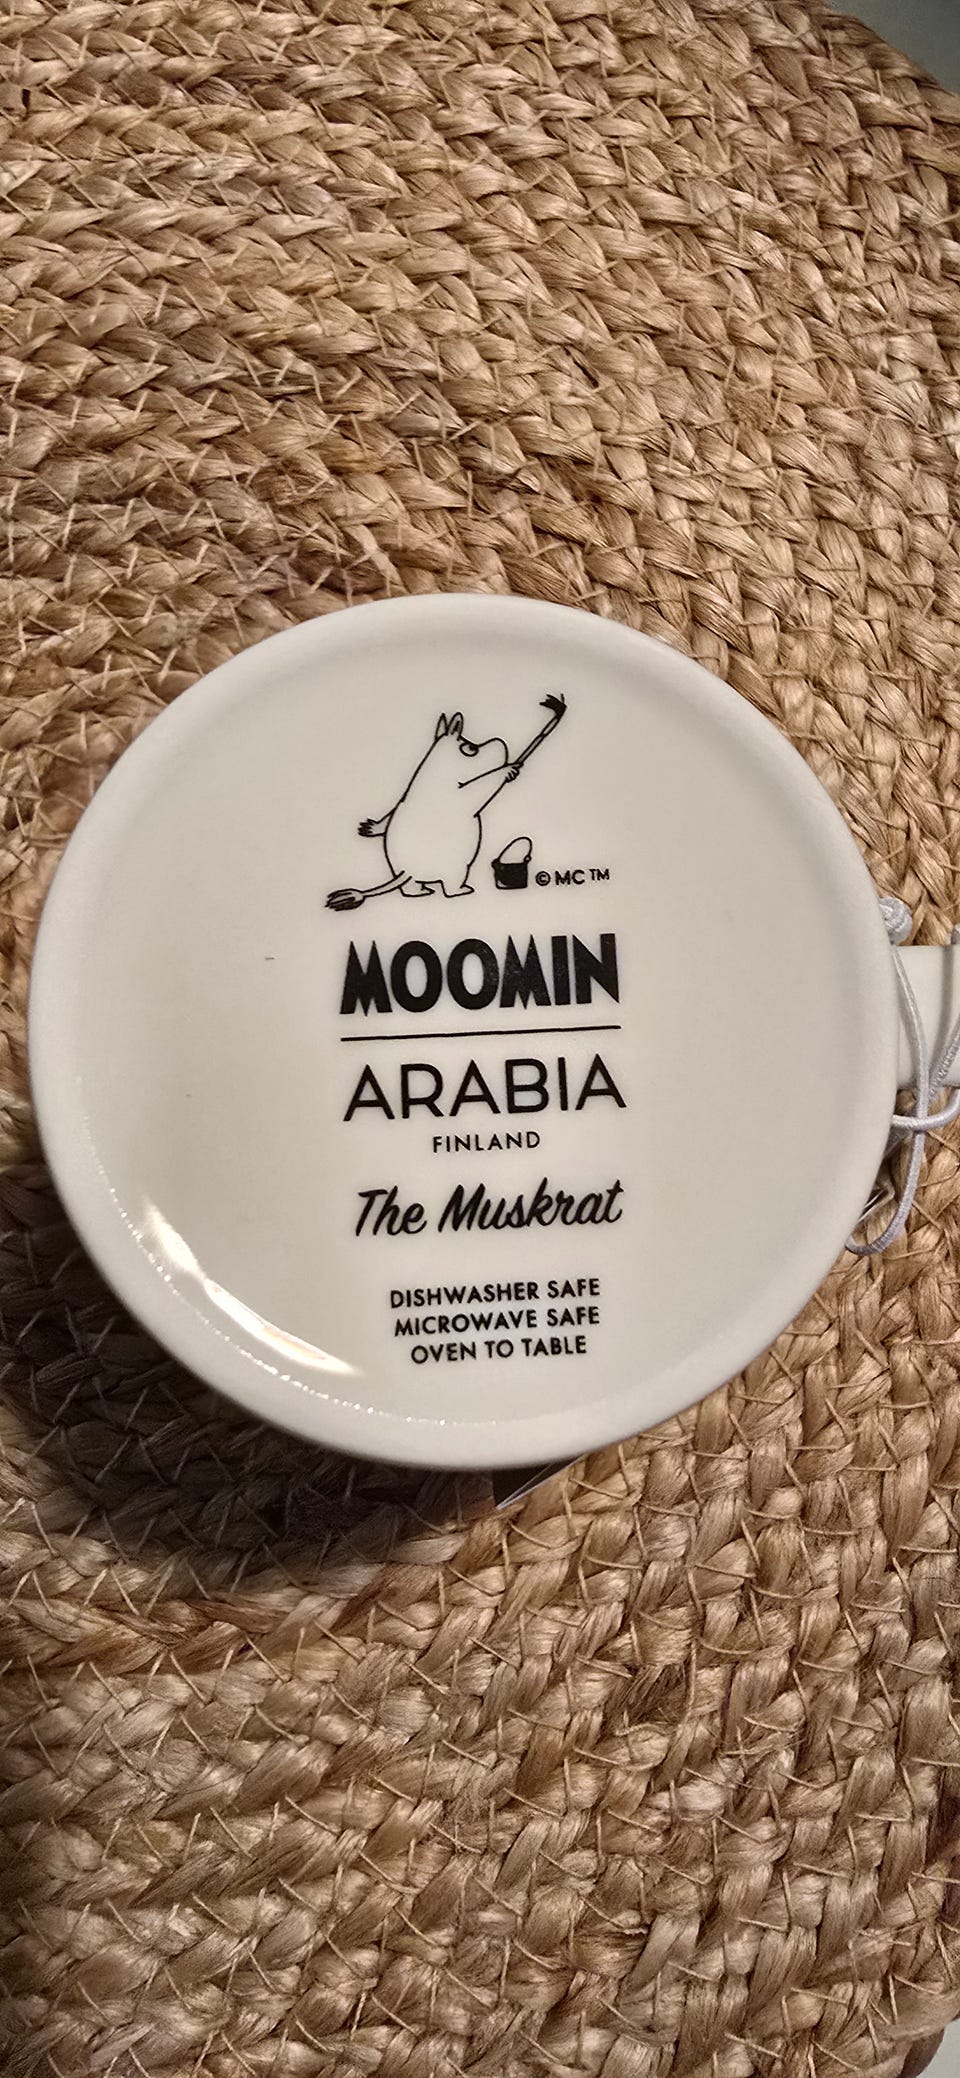 © MC ™
MOOMIN
ARABIA
FINLAND
The Muskrat
DISHWASHER SAFE
MICROWAVE SAFE
OVEN TO TABLE